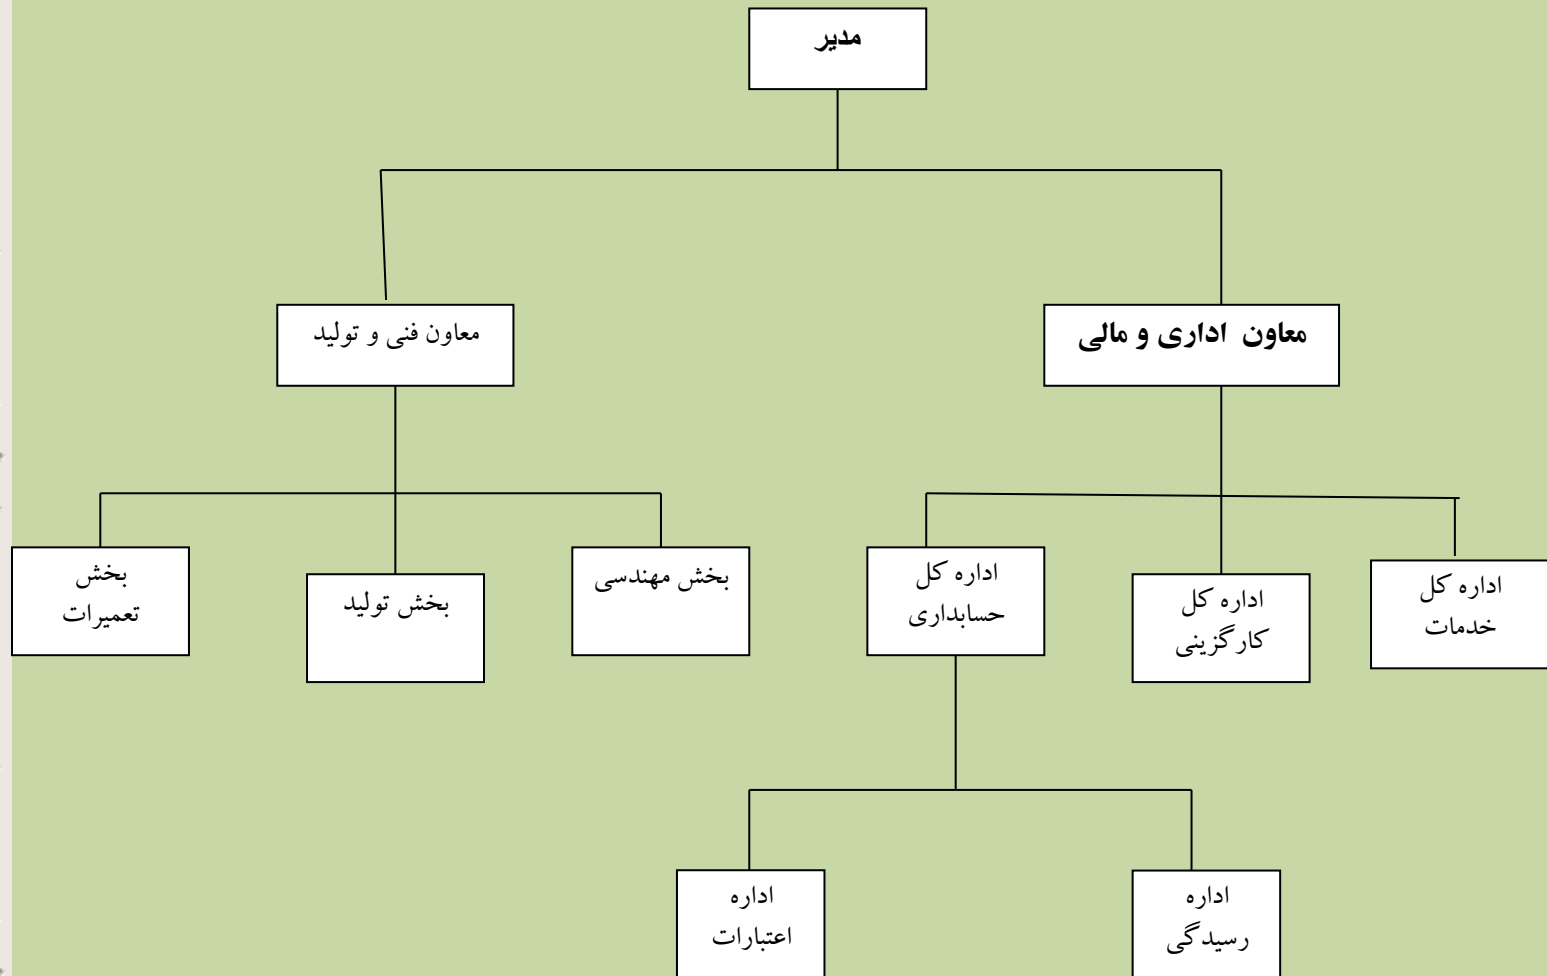 مدیر
معاون اداری و مالی
معاون فنی و تولید
اداره کل
خدمات
اداره کل
کارگزینی
اداره کل
حسابداری
بخش مهندسی
بخش تولید
بخش
تعمیرات
اداره
رسیدگی
اداره
اعتبارات